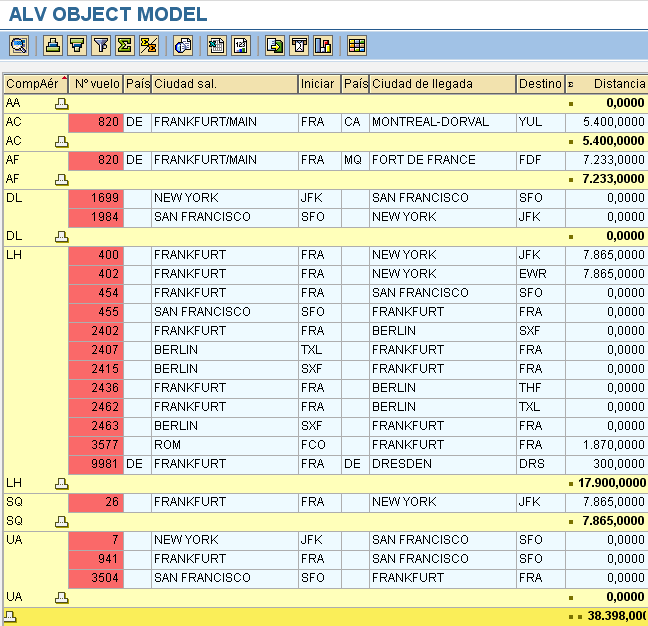 ALV OBJECT MODEL
CompAér Nº vuelo País Ciudad sal. Iniciar País Ciudad de llegada Destino Σ Distancia
AA 0,0000
AC 820 DE FRANKFURT/MAIN FRA CA MONTREAL-DORVAL YUL 5.400,0000
AC 5.400,0000
AF 820 DE FRANKFURT/MAIN FRA MQ FORT DE FRANCE FDF 7.233,0000
AF 7.233,0000
DL 1699 NEW YORK JFK SAN FRANCISCO SFO 0,0000
1984 SAN FRANCISCO SFO NEW YORK JFK 0,0000
DL 0,0000
LH 400 FRANKFURT FRA NEW YORK JFK 7.865,0000
402 FRANKFURT FRA NEW YORK EWR 7.865,0000
454 FRANKFURT FRA SAN FRANCISCO SFO 0,0000
455 SAN FRANCISCO SFO FRANKFURT FRA 0,0000
2402 FRANKFURT FRA BERLIN SXF 0,0000
2407 BERLIN TXL FRANKFURT FRA 0,0000
2415 BERLIN SXF FRANKFURT FRA 0,0000
2436 FRANKFURT FRA BERLIN THF 0,0000
2462 FRANKFURT FRA BERLIN TXL 0,0000
2463 BERLIN SXF FRANKFURT FRA 0,0000
3577 ROM FCO FRANKFURT FRA 1.870,0000
9981 DE FRANKFURT FRA DE DRESDEN DRS 300,0000
LH 17.900,0000
SQ 26 FRANKFURT FRA NEW YORK JFK 7.865,0000
SQ 7.865,0000
UA 7 NEW YORK JFK SAN FRANCISCO SFO 0,0000
941 FRANKFURT FRA SAN FRANCISCO SFO 0,0000
3504 SAN FRANCISCO SFO FRANKFURT FRA 0,0000
UA 0,0000
38.398,00